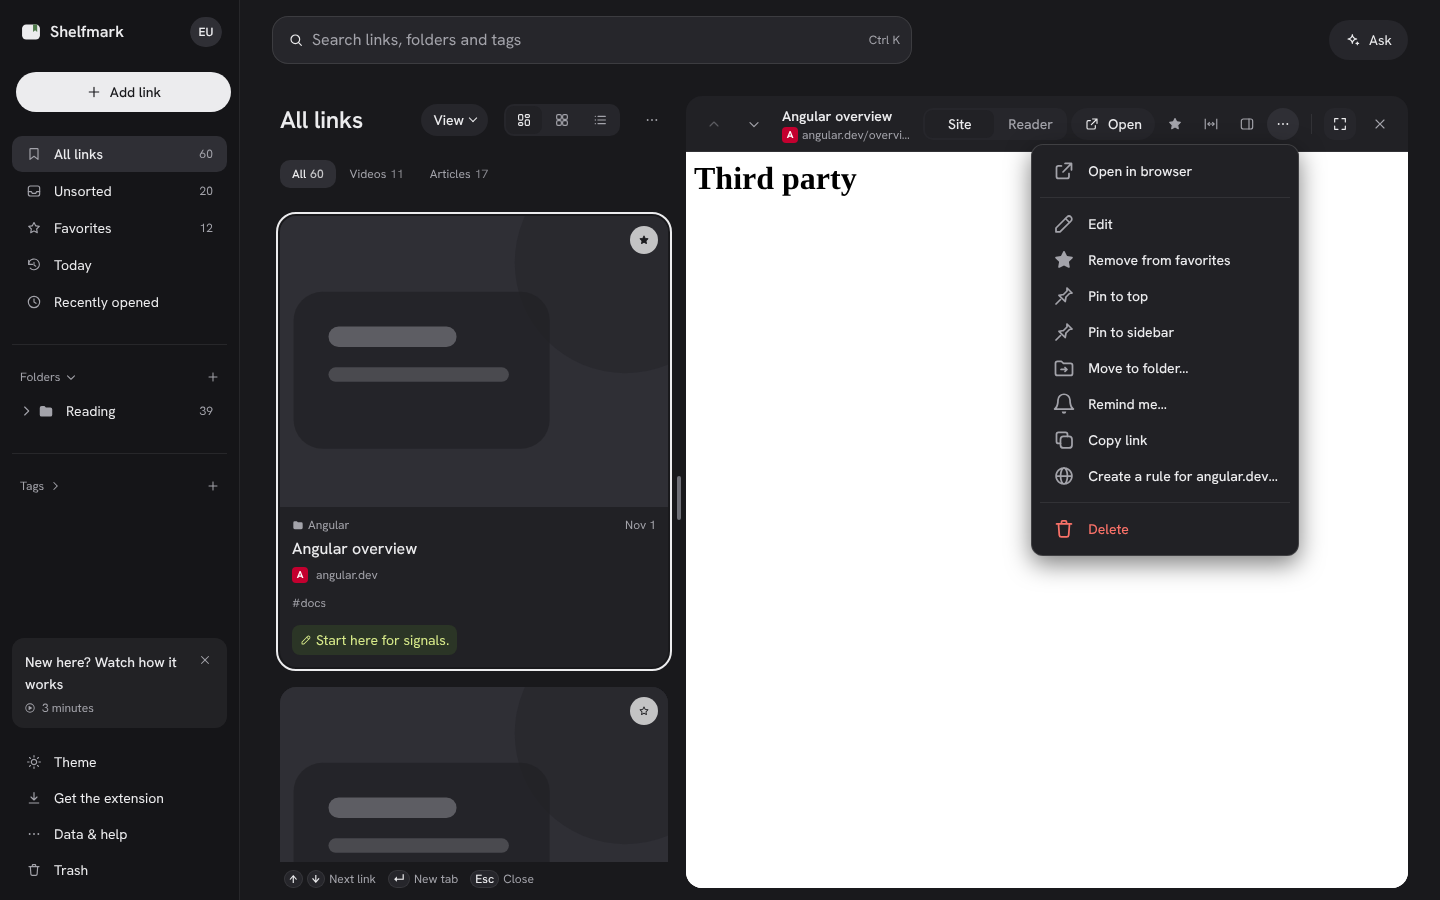 Shelfmark
EU
Add link
All links 60
Unsorted 20
Favorites 12
Today
Recently opened
Folders
Reading 39
Tags
New here? Watch how it
works
3 minutes
Theme
Get the extension
Data & help
Trash
Search links, folders and tags
Ctrl K
Ask
All links
View
All 60
Videos 11
Articles 17
Angular
Nov 1
Angular overview
A angular.dev
#docs
Start here for signals.
Next link
New tab
Esc Close
Angular overview
A angular.dev/overvi...
Site
Reader
Open
Third party
Open in browser
Edit
Remove from favorites
Pin to top
Pin to sidebar
Move to folder...
Remind me...
Copy link
Create a rule for angular.dev...
Delete